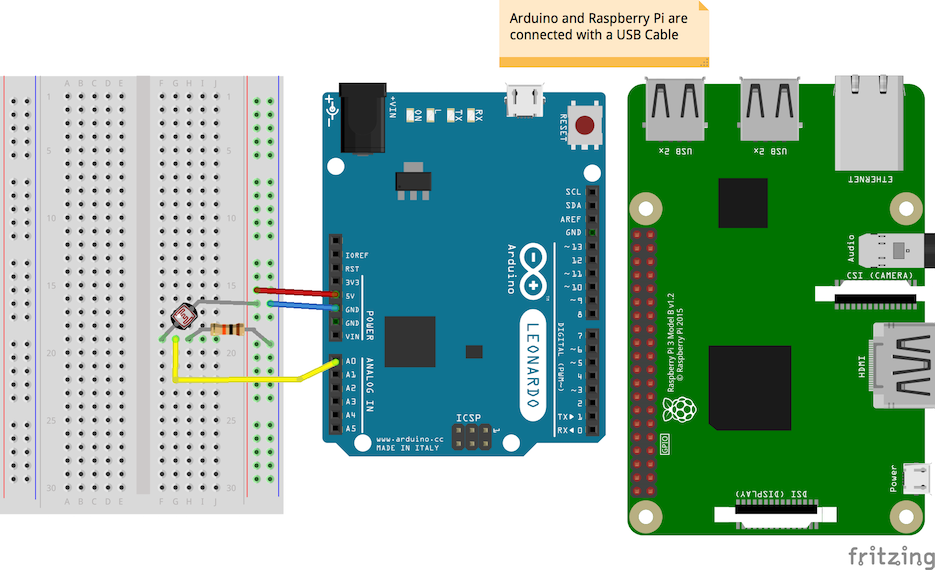 Arduino and Raspberry Pi are
connected with a USB Cable
A B C D E F G H I J
1 1
5 5
10 10
15 15
20 20
25 25
30 30
A B C D E F G H I J
+VIN
ON
L
TX
RX
RESET
SCL
SDA
AREF
GND
~13
12
~11
~10
~9
8
7
~6
~5
4
~3
2
TX▶1
RX◀0
DIGITAL (PWM~)
IOREF
RST
3V3
5V
GND
GND
VIN
POWER
A0
A1
A2
A3
A4
A5
ANALOG IN
Arduino
TM
LEONARDO
ICSP
1
www.arduino.cc
MADE IN ITALY
USB 2x
USB 2x
ETHERNET
Audio
CSI (CAMERA)
HDMI
Raspberry Pi 3 Model B v1.2
© Raspberry Pi 2015
GPIO
Power
DSI (DISPLAY)
fritzing